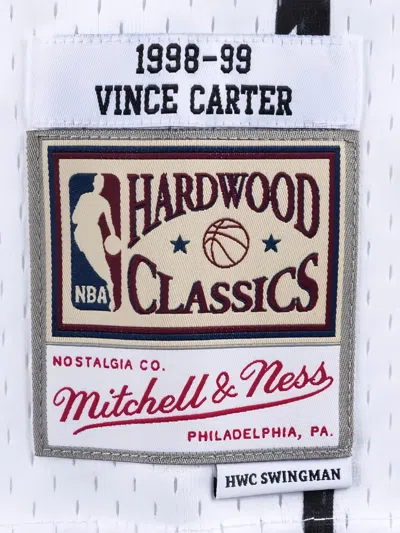 1998-99
VINCE CARTER
HARDWOOD
NBA
CLASSICS
NOSTALGIA CO.
Mitchell & Ness
PHILADELPHIA, PA.
HWC SWINGMAN